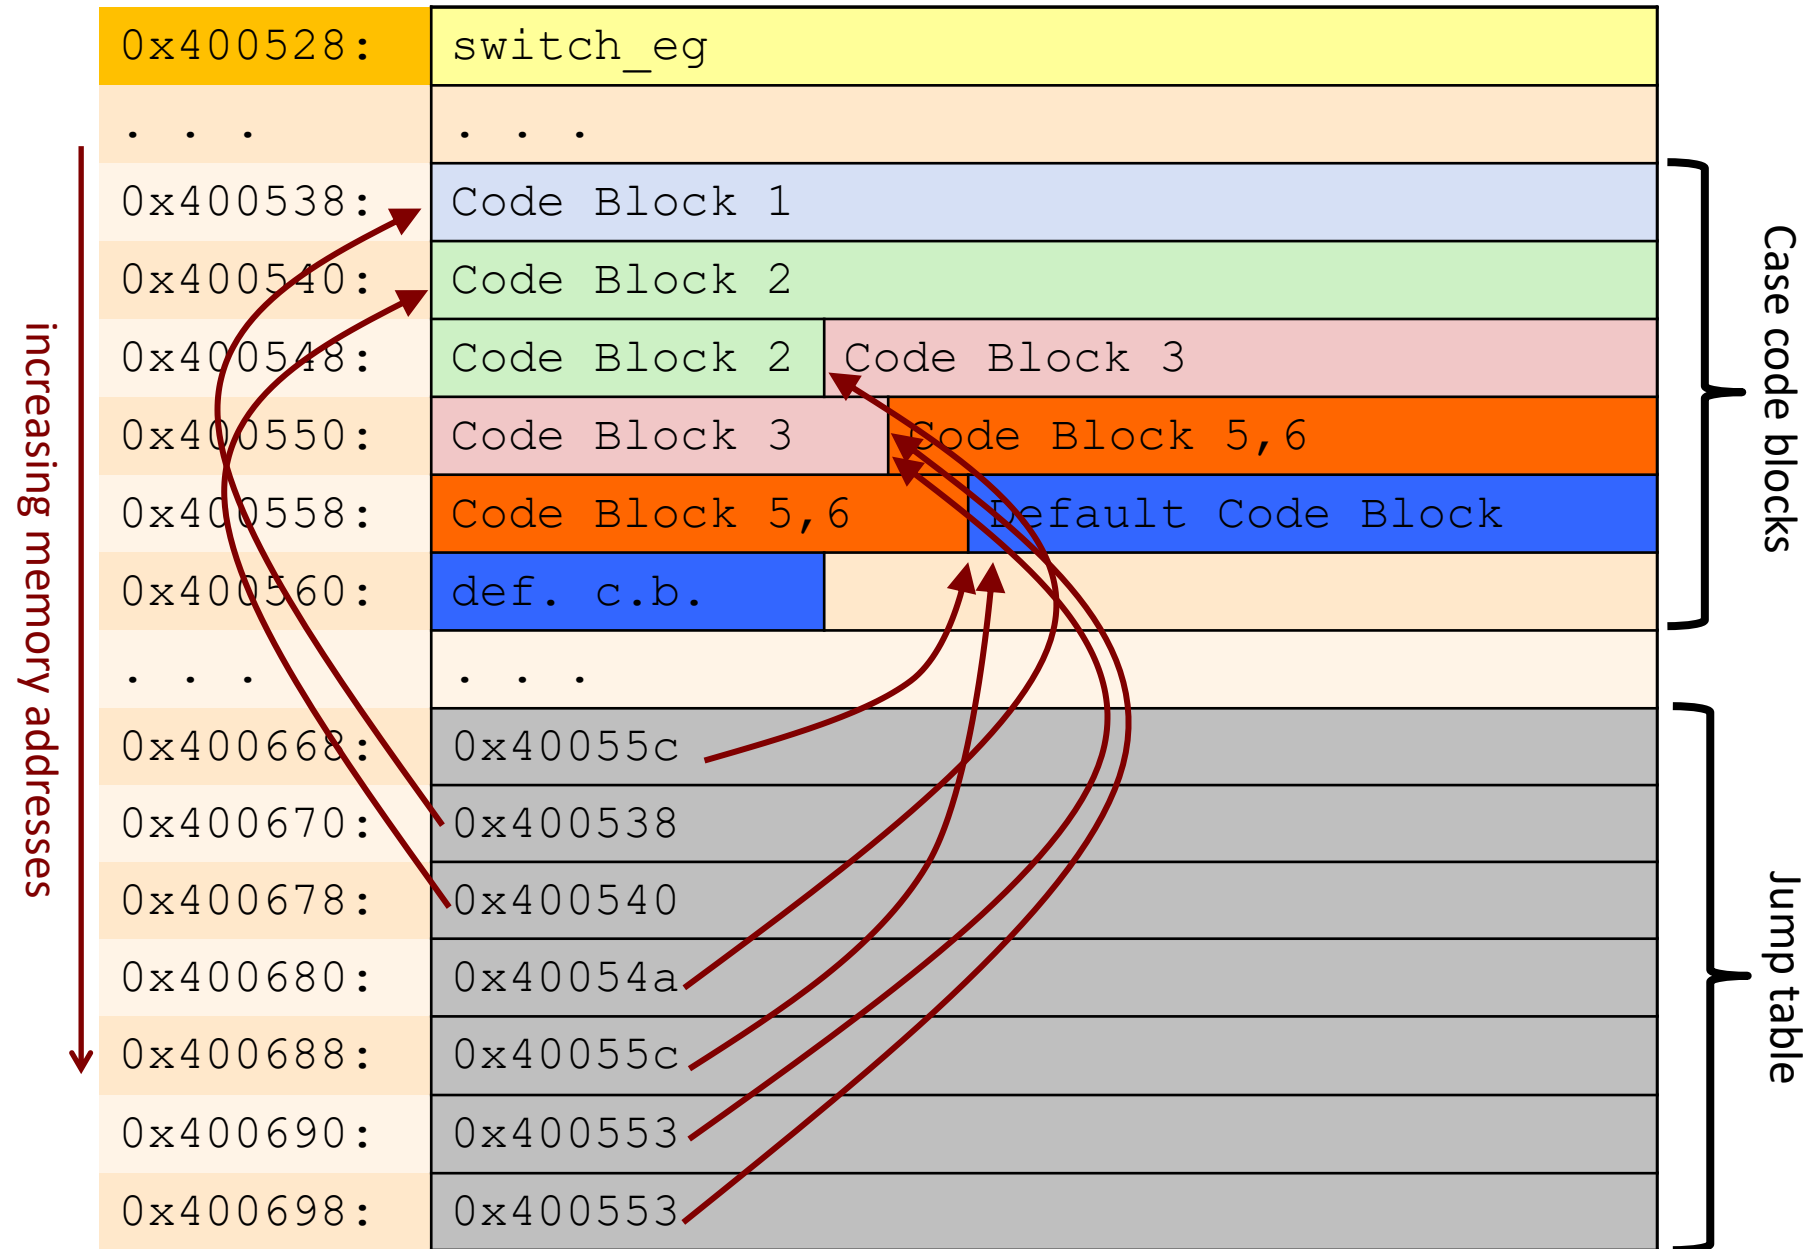 0x400528: switch_eg
. . . . . .
0x400538: Code Block 1
0x400540: Code Block 2
0x400548: Code Block 2 Code Block 3
0x400550: Code Block 3 Code Block 5,6
0x400558: Code Block 5,6 Default Code Block
0x400560: def. c.b.
. . . . . .
0x400668: 0x40055c
0x400670: 0x400538
0x400678: 0x400540
0x400680: 0x40054a
0x400688: 0x40055c
0x400690: 0x400553
0x400698: 0x400553
increasing memory addresses
Case code blocks
Jump table